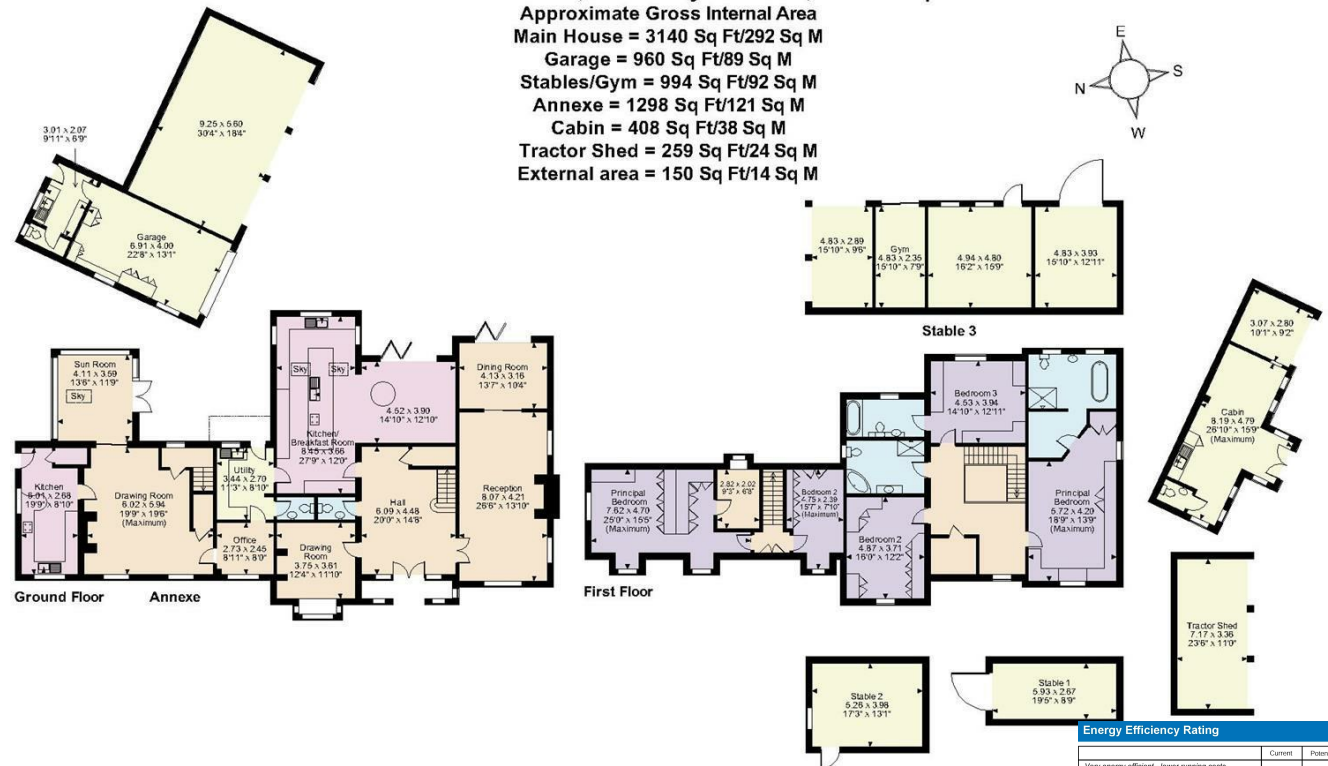 Approximate Gross Internal Area
Main House = 3140 Sq Ft/292 Sq M
Garage = 960 Sq Ft/89 Sq M
Stables/Gym = 994 Sq Ft/92 Sq M
Annexe = 1298 Sq Ft/121 Sq M
Cabin = 408 Sq Ft/38 Sq M
Tractor Shed = 259 Sq Ft/24 Sq M
External area = 150 Sq Ft/14 Sq M
E
S
N
W
9.25 x 5.60
30'4" x 18'4"
3.01 x 2.07
9'11" x 6'9"
Garage
6.91 x 4.00
22'8" x 13'1"
4.83 x 2.89
15'10" x 9'6"
Gym
4.83 x 2.35
15'10" x 7'9"
4.94 x 4.80
16'2" x 15'9"
4.83 x 3.93
15'10" x 12'11"
Stable 3
3.07 x 2.80
10'1" x 9'2"
Cabin
8.19 x 4.79
26'10" x 15'9"
(Maximum)
Sun Room
4.11 x 3.59
13'6" x 11'9"
Sky
Sky
Sky
4.52 x 3.90
14'10" x 12'10"
Dining Room
4.13 x 3.16
13'7" x 10'4"
Kitchen/
Breakfast Room
8.45 x 3.66
27'9" x 12'0"
Kitchen
6.01 x 2.68
19'9" x 8'10"
Drawing Room
6.02 x 5.94
19'9" x 19'6"
(Maximum)
Utility
3.44 x 2.70
11'3" x 8'10"
Hall
6.09 x 4.48
20'0" x 14'8"
Reception
8.07 x 4.21
26'6" x 13'10"
Office
2.73 x 2.45
8'11" x 8'0"
Drawing
Room
3.75 x 3.61
12'4" x 11'10"
Ground Floor
Annexe
Bedroom 3
4.53 x 3.94
14'10" x 12'11"
Principal
Bedroom
7.62 x 4.70
25'0" x 15'5"
(Maximum)
2.82 x 2.02
9'3" x 6'8"
Bedroom 2
4.75 x 2.39
15'7" x 7'10"
(Maximum)
Bedroom 2
4.87 x 3.71
16'0" x 12'2"
Principal
Bedroom
5.72 x 4.20
18'9" x 13'9"
(Maximum)
First Floor
Tractor Shed
7.17 x 3.36
23'6" x 11'0"
Stable 2
5.26 x 3.98
17'3" x 13'1"
Stable 1
5.93 x 2.67
19'5" x 8'9"
Energy Efficiency Rating
Current Poten
Very energy efficient - lower running costs